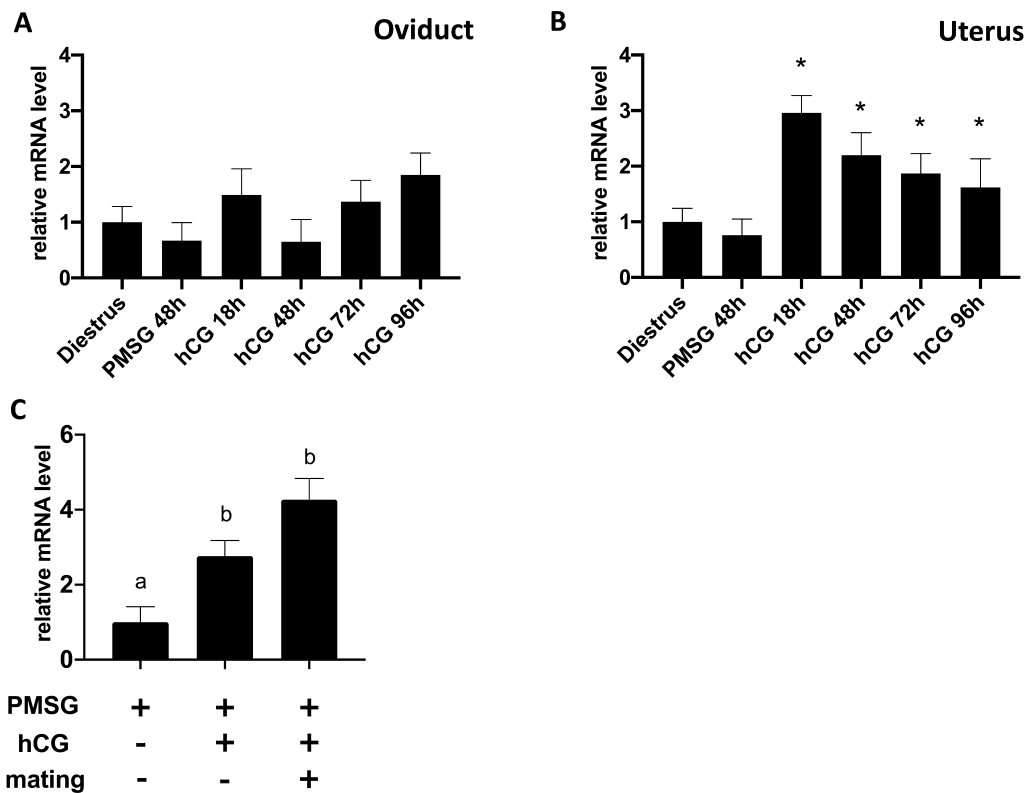 A
Oviduct
relative mRNA level
4
3
2
1
0
Diestrus
PMSG 48h
hCG 18h
hCG 48h
hCG 72h
hCG 96h
B
Uterus
relative mRNA level
4
3
2
1
0
*
*
*
*
Diestrus
PMSG 48h
hCG 18h
hCG 48h
hCG 72h
hCG 96h
C
relative mRNA level
6
4
2
0
a
b
b
PMSG + + +
hCG - + +
mating - - +